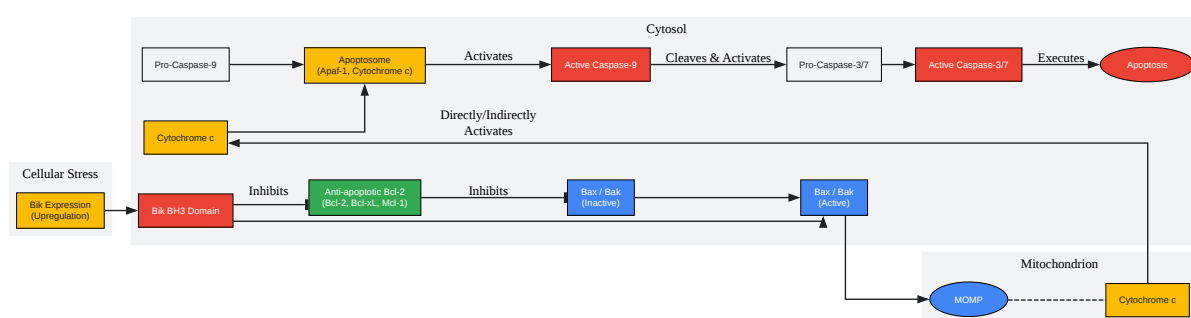 Cytosol
Pro-Caspase-9
Apoptosome
(Apaf-1, Cytochrome c)
Activates
Active Caspase-9
Cleaves & Activates
Pro-Caspase-3/7
Active Caspase-3/7
Executes
Apoptosis
Cytochrome c
Directly/Indirectly
Activates
Cellular Stress
Bik Expression
(Upregulation)
Bik BH3 Domain
Inhibits
Anti-apoptotic Bcl-2
(Bcl-2, Bcl-xL, Mcl-1)
Inhibits
Bax / Bak
(Inactive)
Bax / Bak
(Active)
Mitochondrion
MOMP
Cytochrome c